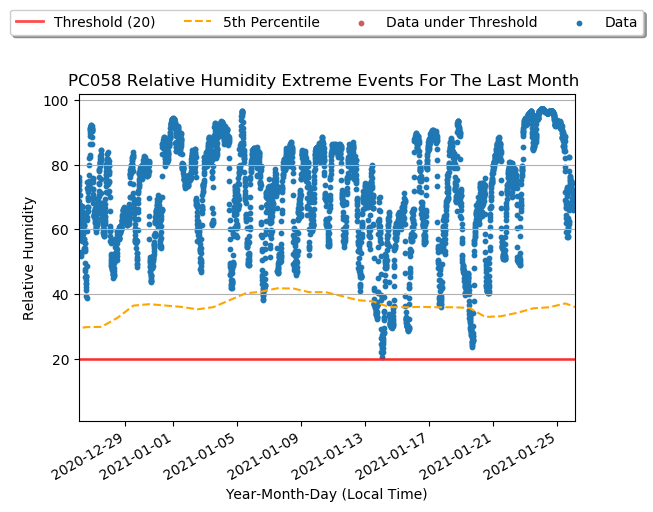 Threshold (20) 5th Percentile Data under Threshold Data
PC058 Relative Humidity Extreme Events For The Last Month
100
80
60
40
20
Relative Humidity
2020-12-29 2021-01-01 2021-01-05 2021-01-09 2021-01-13 2021-01-17 2021-01-21 2021-01-25
Year-Month-Day (Local Time)